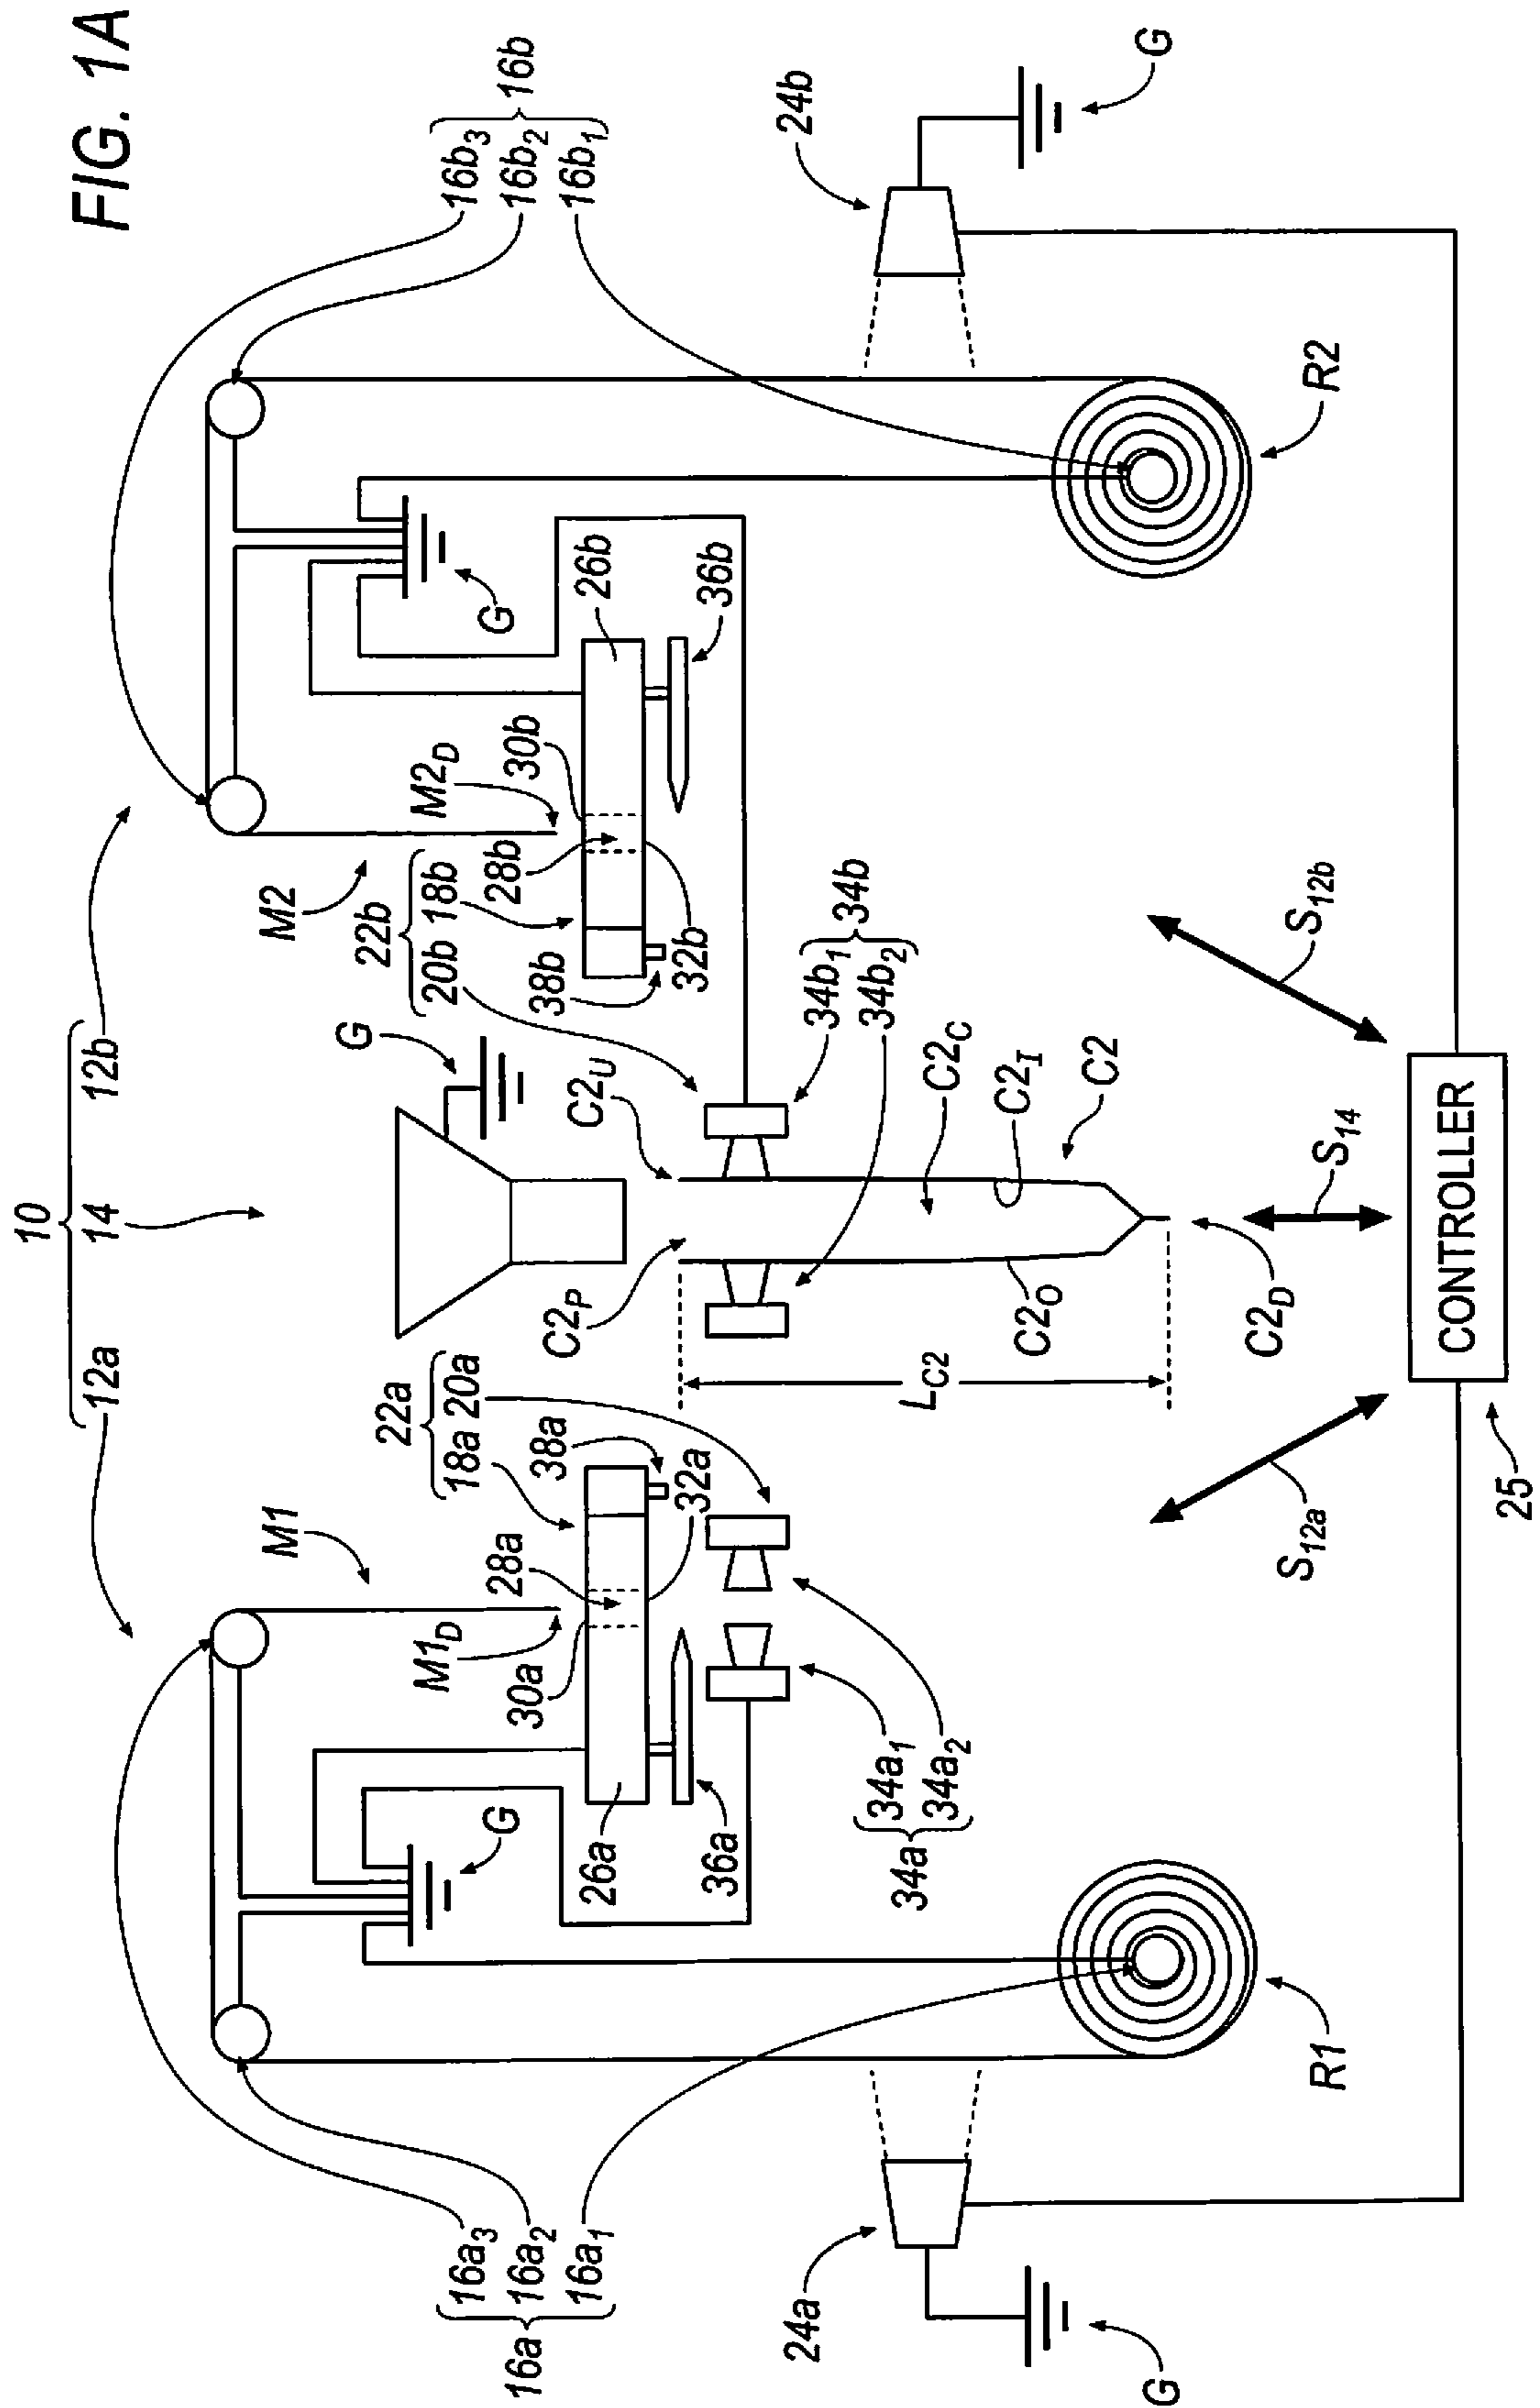 FIG. 1A
10
12a 14 12b
M1
M2
G
22a
18a 20a
22b
20b 18b
M1D
M2D
C2U
C2P
16a3
16a2
16a1
16a
16b3
16b2
16b1
16b
G
G
30a
28a
38a
38b
28b
30b
26a
26b
32a
32b
36a
36b
24a
24b
34a1
34a2
34a
34b1
34b2
34b
LC2
C2C
C2I
C2O
C2
C2D
G
G
R1
R2
S12a
S14
S12b
25
CONTROLLER